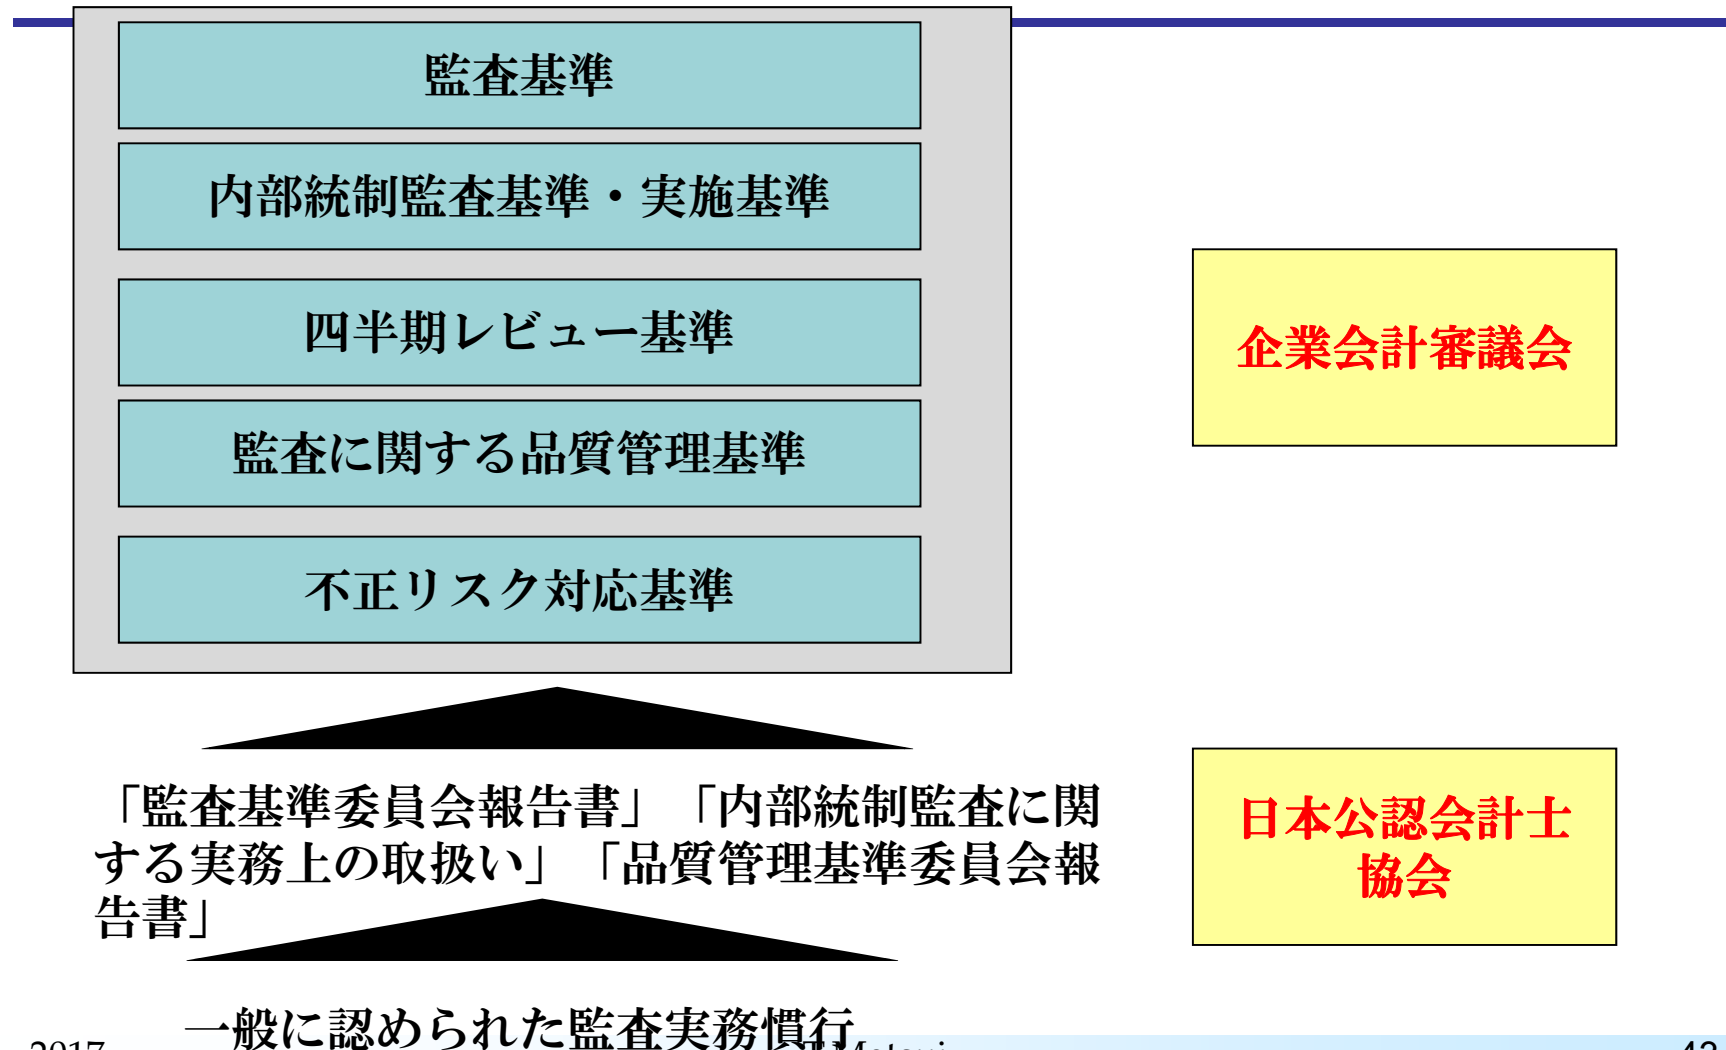 監査基準
内部統制監査基準・実施基準
四半期レビュー基準
企業会計審議会
監査に関する品質管理基準
不正リスク対応基準
「監査基準委員会報告書」「内部統制監査に関
する実務上の取扱い」「品質管理基準委員会報
告書」
日本公認会計士
協会
一般に認められた監査実務慣行
2017